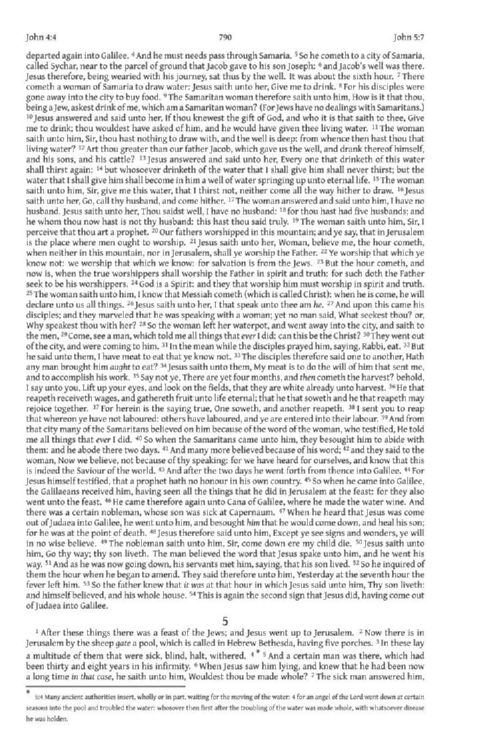 John 4:4 790 John 5:7
departed again into Galilee. 4 And he must needs pass through Samaria. 5 So he cometh to a city of Samaria,
called Sychar, near to the parcel of ground that Jacob gave to his son Joseph: 6 and Jacob's well was there.
Jesus therefore, being wearied with his journey, sat thus by the well. It was about the sixth hour. 7 There
cometh a woman of Samaria to draw water: Jesus saith unto her, Give me to drink. 8 For his disciples were
gone away into the city to buy food. 9 The Samaritan woman therefore saith unto him, How is it that thou,
being a Jew, askest drink of me, which am a Samaritan woman? (For Jews have no dealings with Samaritans.)
10 Jesus answered and said unto her, If thou knewest the gift of God, and who it is that saith to thee, Give
me to drink; thou wouldest have asked of him, and he would have given thee living water. 11 The woman
saith unto him, Sir, thou hast nothing to draw with, and the well is deep: from whence then hast thou that
living water? 12 Art thou greater than our father Jacob, which gave us the well, and drank thereof himself,
and his sons, and his cattle? 13 Jesus answered and said unto her, Every one that drinketh of this water
shall thirst again: 14 but whosoever drinketh of the water that I shall give him shall never thirst; but the
water that I shall give him shall become in him a well of water springing up unto eternal life. 15 The woman
saith unto him, Sir, give me this water, that I thirst not, neither come all the way hither to draw. 16 Jesus
saith unto her, Go, call thy husband, and come hither. 17 The woman answered and said unto him, I have no
husband. Jesus saith unto her, Thou saidst well, I have no husband: 18 for thou hast had five husbands; and
he whom thou now hast is not thy husband: this hast thou said truly. 19 The woman saith unto him, Sir, I
perceive that thou art a prophet. 20 Our fathers worshipped in this mountain; and ye say, that in Jerusalem
is the place where men ought to worship. 21 Jesus saith unto her, Woman, believe me, the hour cometh,
when neither in this mountain, nor in Jerusalem, shall ye worship the Father. 22 Ye worship that which ye
know not: we worship that which we know: for salvation is from the Jews. 23 But the hour cometh, and
now is, when the true worshippers shall worship the Father in spirit and truth: for such doth the Father
seek to be his worshippers. 24 God is a Spirit: and they that worship him must worship in spirit and truth.
25 The woman saith unto him, I know that Messiah cometh (which is called Christ): when he is come, he will
declare unto us all things. 26 Jesus saith unto her, I that speak unto thee am he. 27 And upon this came his
disciples; and they marveled that he was speaking with a woman; yet no man said, What seekest thou? or,
Why speakest thou with her? 28 So the woman left her waterpot, and went away into the city, and saith to
the men, 29 Come, see a man, which told me all things that ever I did: can this be the Christ? 30 They went out
of the city, and were coming to him. 31 In the mean while the disciples prayed him, saying, Rabbi, eat. 32 But
he said unto them, I have meat to eat that ye know not. 33 The disciples therefore said one to another, Hath
any man brought him aught to eat? 34 Jesus saith unto them, My meat is to do the will of him that sent me,
and to accomplish his work. 35 Say not ye, There are yet four months, and then cometh the harvest? behold,
I say unto you, Lift up your eyes, and look on the fields, that they are white already unto harvest. 36 He that
reapeth receiveth wages, and gathereth fruit unto life eternal; that he that soweth and he that reapeth may
rejoice together. 37 For herein is the saying true, One soweth, and another reapeth. 38 I sent you to reap
that whereon ye have not laboured: others have laboured, and ye are entered into their labour. 39 And from
that city many of the Samaritans believed on him because of the word of the woman, who testified, He told
me all things that ever I did. 40 So when the Samaritans came unto him, they besought him to abide with
them: and he abode there two days. 41 And many more believed because of his word; 42 and they said to the
woman, Now we believe, not because of thy speaking: for we have heard for ourselves, and know that this
is indeed the Saviour of the world. 43 And after the two days he went forth from thence into Galilee. 44 For
Jesus himself testified, that a prophet hath no honour in his own country. 45 So when he came into Galilee,
the Galilaeans received him, having seen all the things that he did in Jerusalem at the feast: for they also
went unto the feast. 46 He came therefore again unto Cana of Galilee, where he made the water wine. And
there was a certain nobleman, whose son was sick at Capernaum. 47 When he heard that Jesus was come
out of Judaea into Galilee, he went unto him, and besought him that he would come down, and heal his son;
for he was at the point of death. 48 Jesus therefore said unto him, Except ye see signs and wonders, ye will
in no wise believe. 49 The nobleman saith unto him, Sir, come down ere my child die. 50 Jesus saith unto
him, Go thy way; thy son liveth. The man believed the word that Jesus spake unto him, and he went his
way. 51 And as he was now going down, his servants met him, saying, that his son lived. 52 So he inquired of
them the hour when he began to amend. They said therefore unto him, Yesterday at the seventh hour the
fever left him. 53 So the father knew that it was at that hour in which Jesus said unto him, Thy son liveth:
and himself believed, and his whole house. 54 This is again the second sign that Jesus did, having come out
of Judaea into Galilee.
5
1 After these things there was a feast of the Jews; and Jesus went up to Jerusalem. 2 Now there is in
Jerusalem by the sheep gate a pool, which is called in Hebrew Bethesda, having five porches. 3 In these lay
a multitude of them that were sick, blind, halt, withered. 4 * 5 And a certain man was there, which had
been thirty and eight years in his infirmity. 6 When Jesus saw him lying, and knew that he had been now
a long time in that case, he saith unto him, Wouldest thou be made whole? 7 The sick man answered him,
* 5:4 Many ancient authorities insert, wholly or in part, waiting for the moving of the water: 4 for an angel of the Lord went down at certain
seasons into the pool and troubled the water: whosoever then first after the troubling of the water was made whole, with whatsoever disease
he was holden.